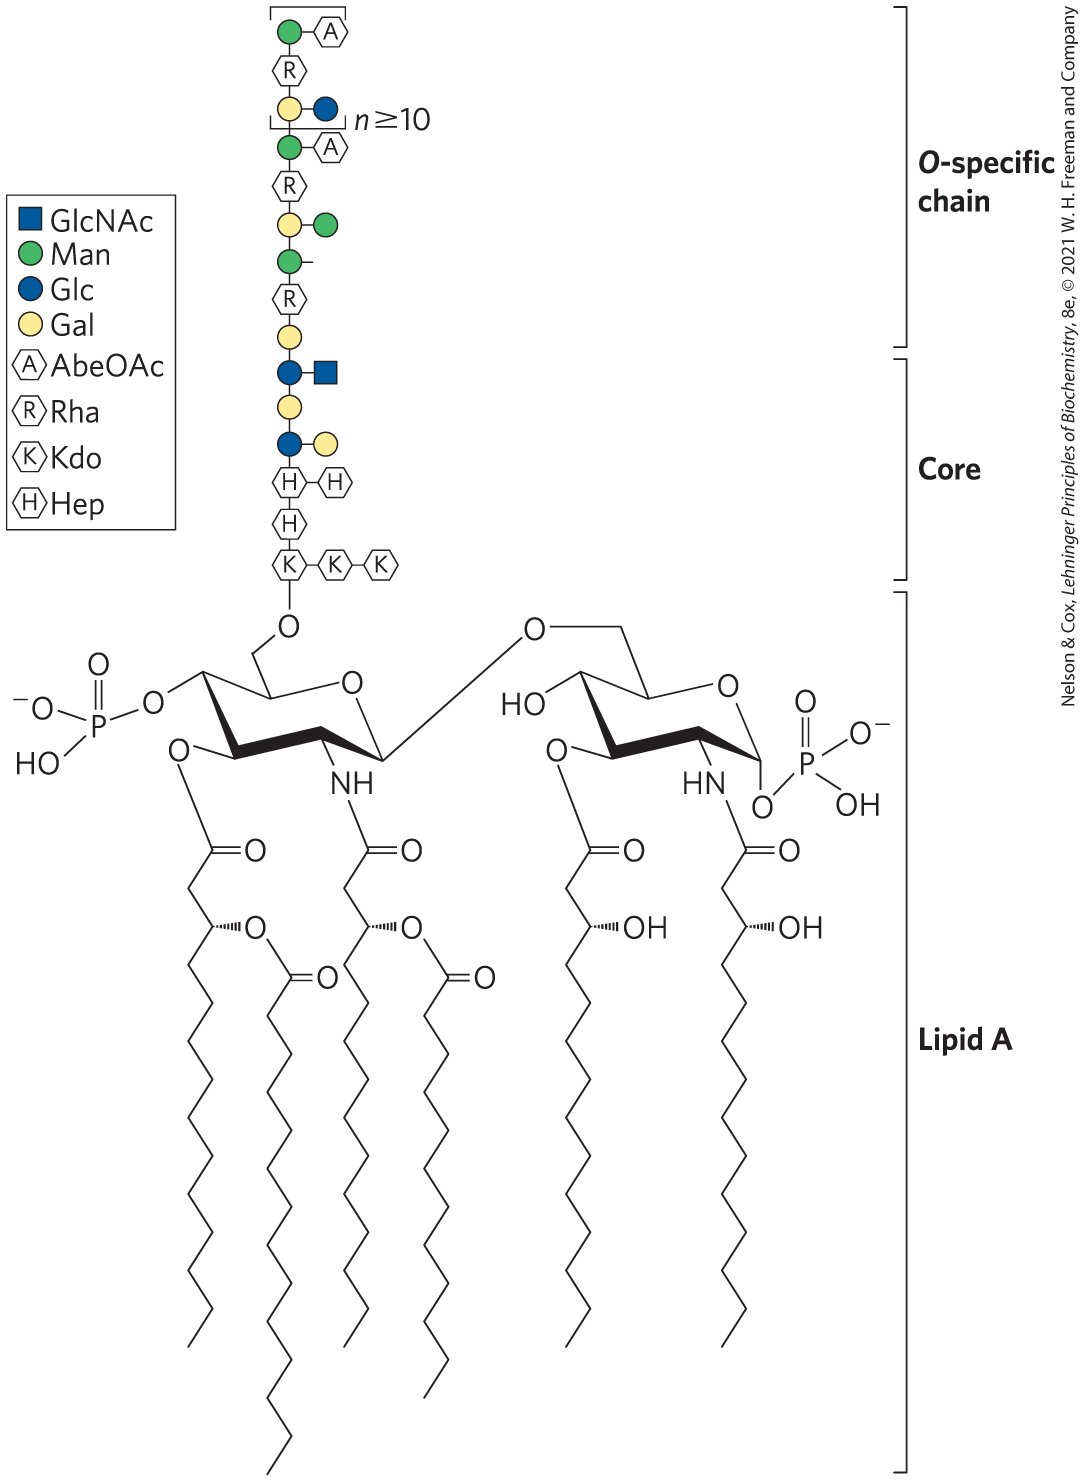 A
R
n ≥ 10
A
R
R
H H
H
K K K
GlcNAc
Man
Glc
Gal
A AbeOAc
R Rha
K Kdo
H Hep
O-specific
chain
Core
Lipid A
O
O
O
O
O
⁻O
P
O
HO
O
NH
O
O
O
O
O
O
HO
O
O
HN
O
O
P
O⁻
OH
O
O
OH
OH
Nelson & Cox, Lehninger Principles of Biochemistry, 8e, © 2021 W. H. Freeman and Company